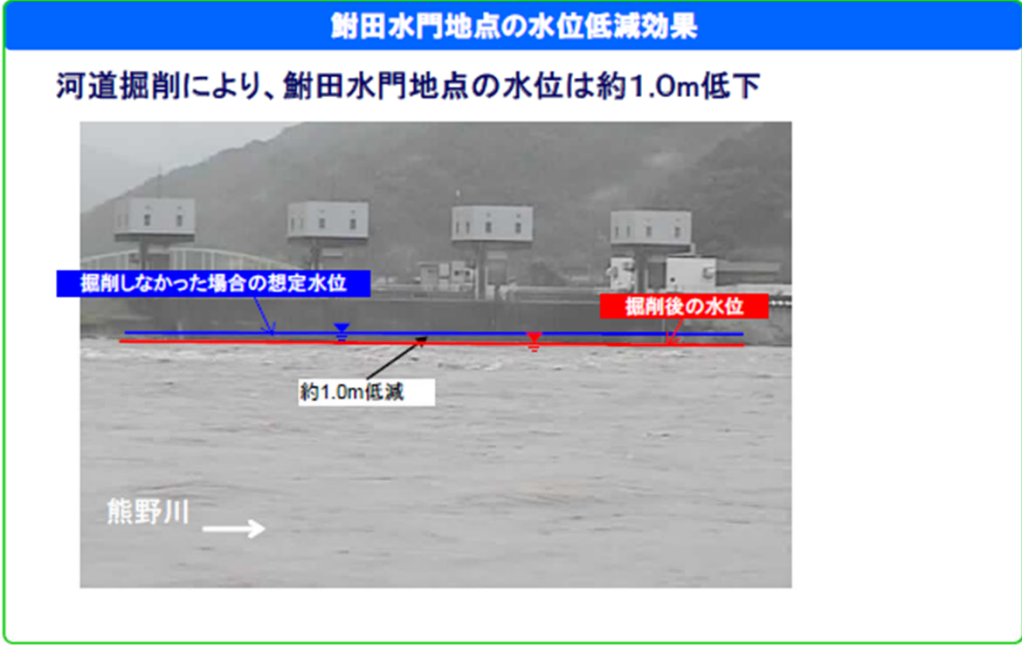 鮒田水門地点の水位低減効果
河道掘削により、鮒田水門地点の水位は約1.0m低下
掘削しなかった場合の想定水位
掘削後の水位
約1.0m低減
熊野川